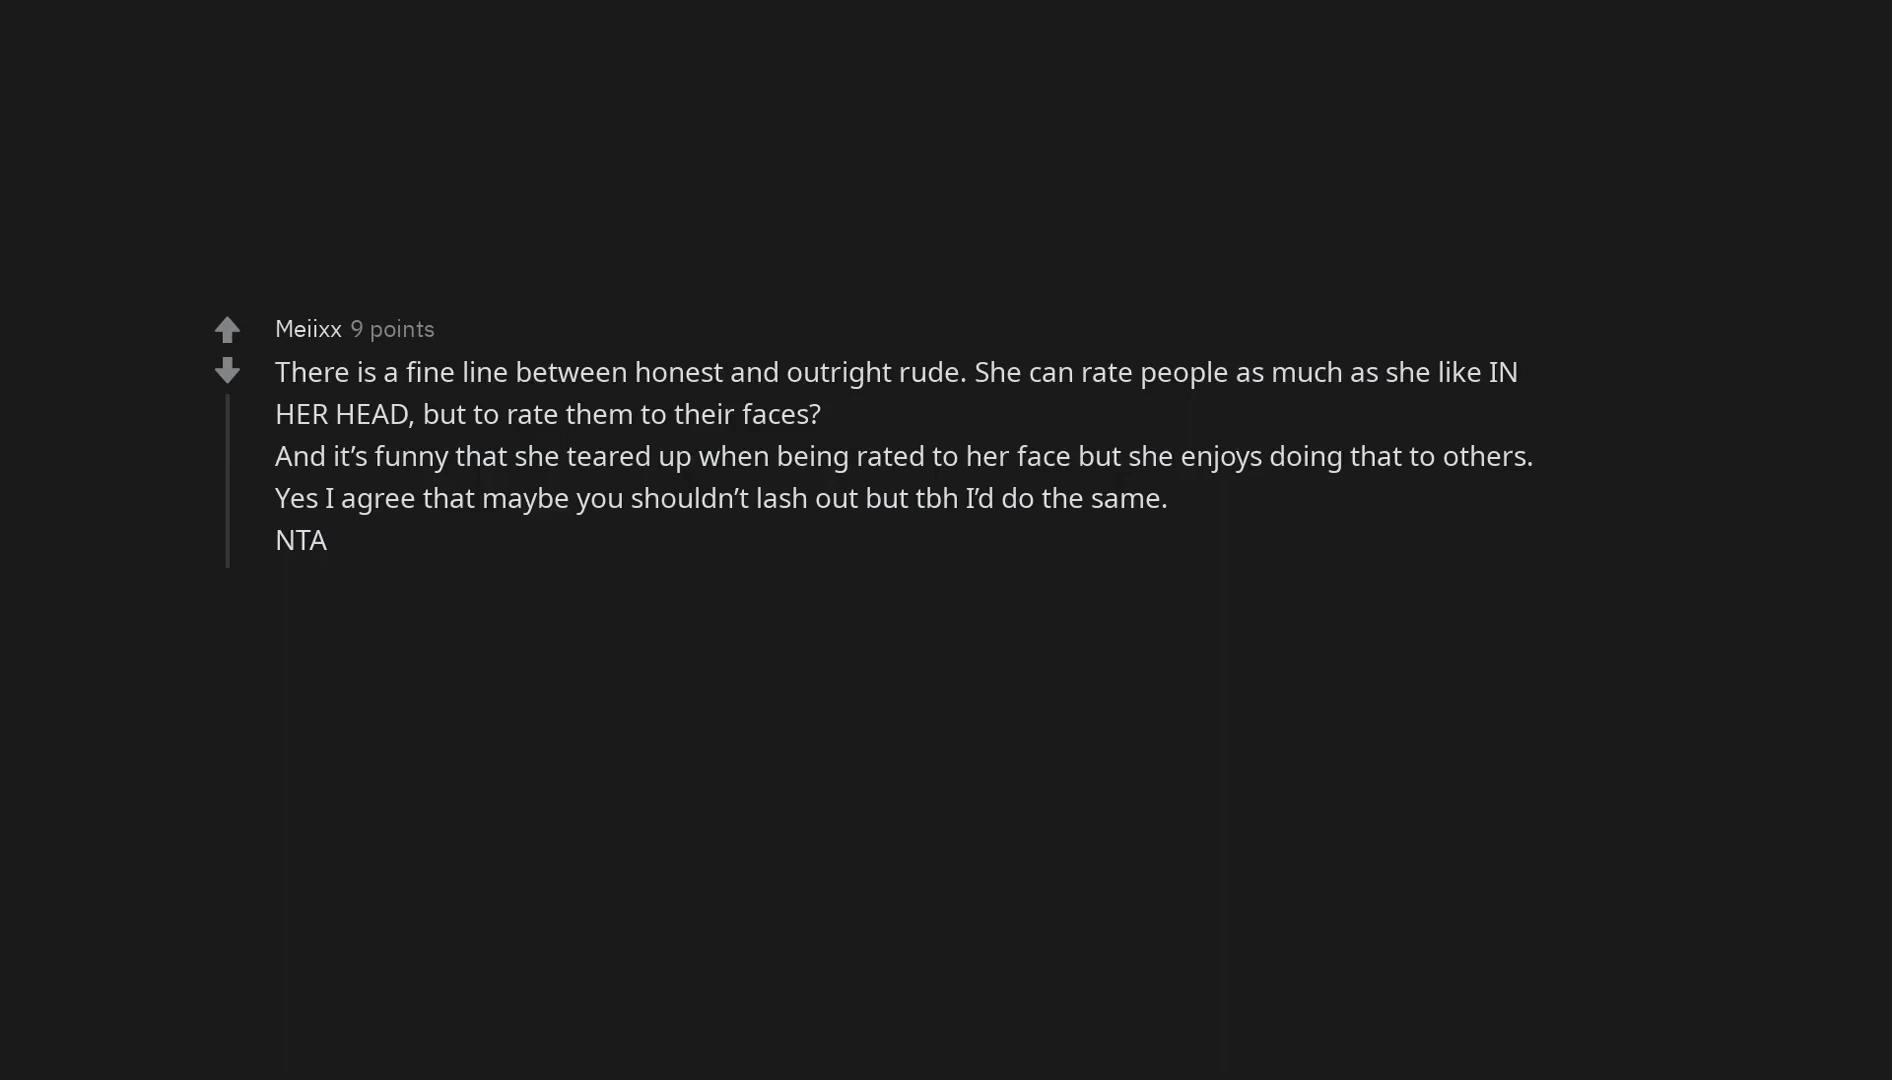 Meiixx 9 points
There is a fine line between honest and outright rude. She can rate people as much as she like IN
HER HEAD, but to rate them to their faces?
And it’s funny that she teared up when being rated to her face but she enjoys doing that to others.
Yes I agree that maybe you shouldn’t lash out but tbh I’d do the same.
NTA